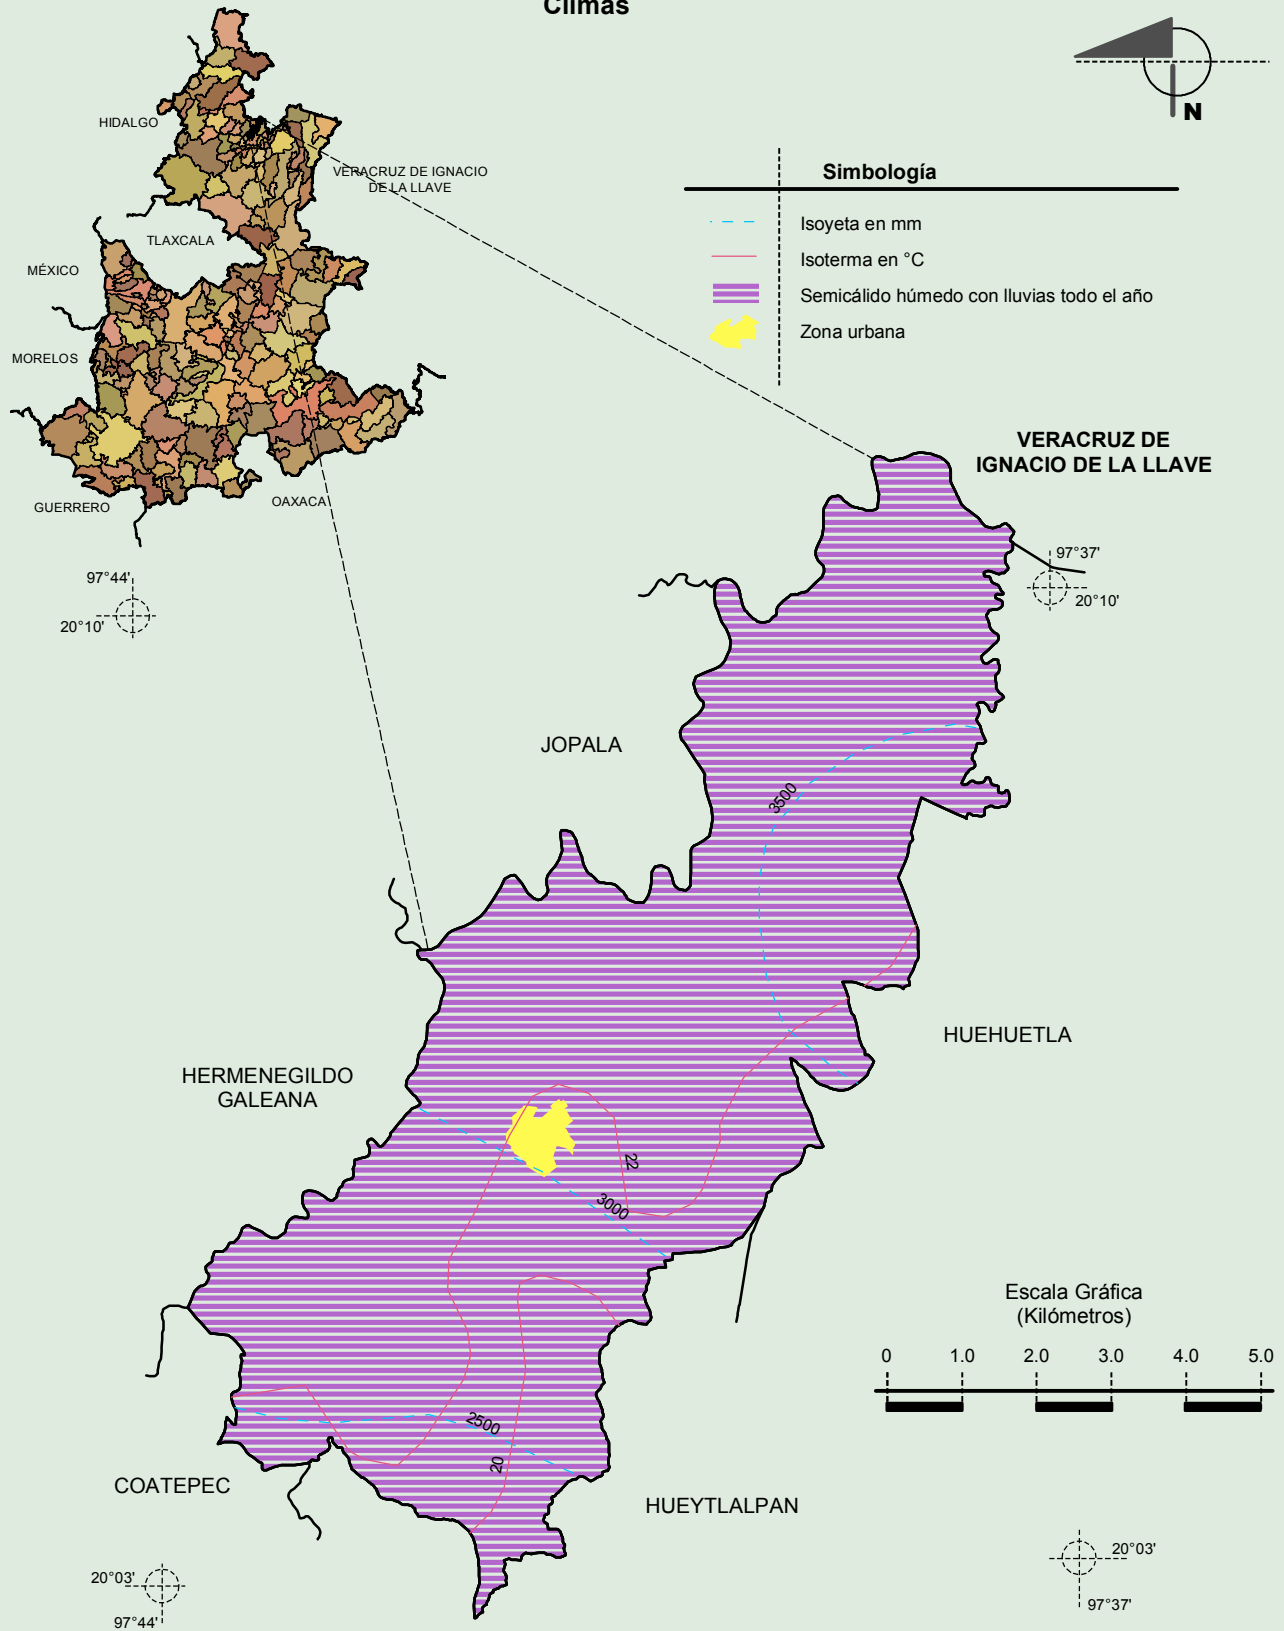 Climas
N
HIDALGO
VERACRUZ DE IGNACIO
DE LA LLAVE
TLAXCALA
MÉXICO
MORELOS
GUERRERO
OAXACA
Simbología
Isoyeta en mm
Isoterma en °C
Semicálido húmedo con lluvias todo el año
Zona urbana
VERACRUZ DE
IGNACIO DE LA LLAVE
97°44'
20°10'
97°37'
20°10'
JOPALA
3500
HUEHUETLA
HERMENEGILDO
GALEANA
22
3000
Escala Gráfica
(Kilómetros)
0 1.0 2.0 3.0 4.0 5.0
2500
20
COATEPEC
HUEYTLALPAN
20°03'
97°44'
20°03'
97°37'